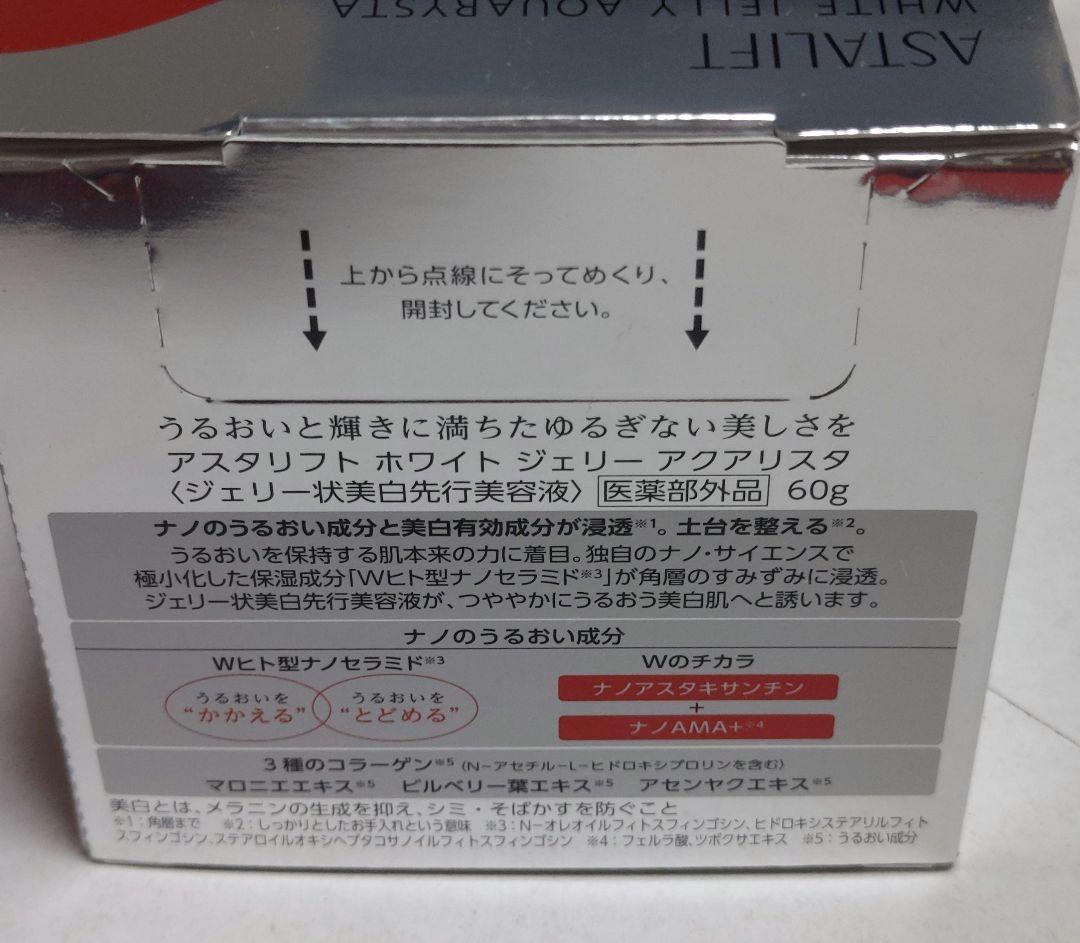 WHITE JELLY AQUARYSTA
ASTALIFT
上から点線にそってめくり、
開封してください。
うるおいと輝きに満ちたゆるぎない美しさを
アスタリフト ホワイト ジェリー アクアリスタ
〈ジェリー状美白先行美容液〉 医薬部外品 60g
ナノのうるおい成分と美白有効成分が浸透※1。土台を整える※2。
うるおいを保持する肌本来の力に着目。独自のナノ・サイエンスで
極小化した保湿成分「Wヒト型ナノセラミド※3」が角層のすみずみに浸透。
ジェリー状美白先行美容液が、つややかにうるおう美白肌へと誘います。
ナノのうるおい成分
Wヒト型ナノセラミド※3
うるおいを
“かかえる”
うるおいを
“とどめる”
Wのチカラ
ナノアスタキサンチン
+
ナノAMA+※4
3種のコラーゲン※5 (N-アセチル-L-ヒドロキシプロリンを含む)
マロニエエキス※5 ビルベリー葉エキス※5 アセンヤクエキス※5
美白とは、メラニンの生成を抑え、シミ・そばかすを防ぐこと
※1：角層まで ※2：しっかりとしたお手入れという意味 ※3：N-オレオイルフィトスフィンゴシン、ヒドロキシステアリルフィト
スフィンゴシン、ステアロイルオキシヘプタコサノイルフィトスフィンゴシン ※4：フェルラ酸、ツボクサエキス ※5：うるおい成分